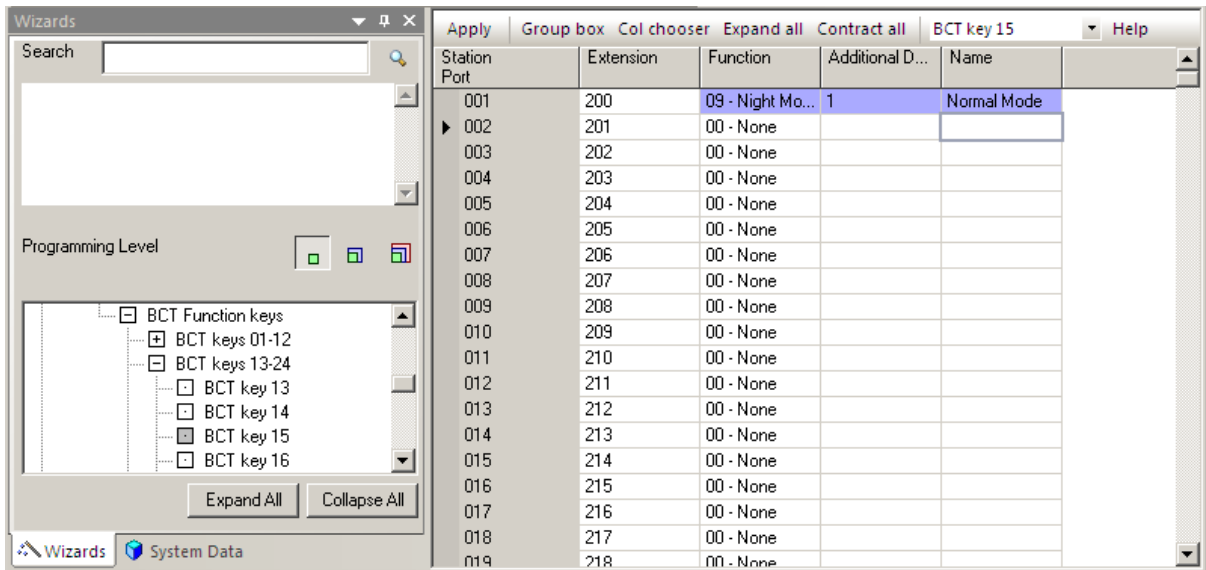 Wizards
Search
Programming Level
BCT Function keys
BCT keys 01-12
BCT keys 13-24
BCT key 13
BCT key 14
BCT key 15
BCT key 16
Expand All Collapse All
Wizards System Data
Apply Group box Col chooser Expand all Contract all BCT key 15 Help
Station Port Extension Function Additional D... Name
001 200 09 - Night Mo... 1 Normal Mode
002 201 00 - None
003 202 00 - None
004 203 00 - None
005 204 00 - None
006 205 00 - None
007 206 00 - None
008 207 00 - None
009 208 00 - None
010 209 00 - None
011 210 00 - None
012 211 00 - None
013 212 00 - None
014 213 00 - None
015 214 00 - None
016 215 00 - None
017 216 00 - None
018 217 00 - None
019 218 00 - None